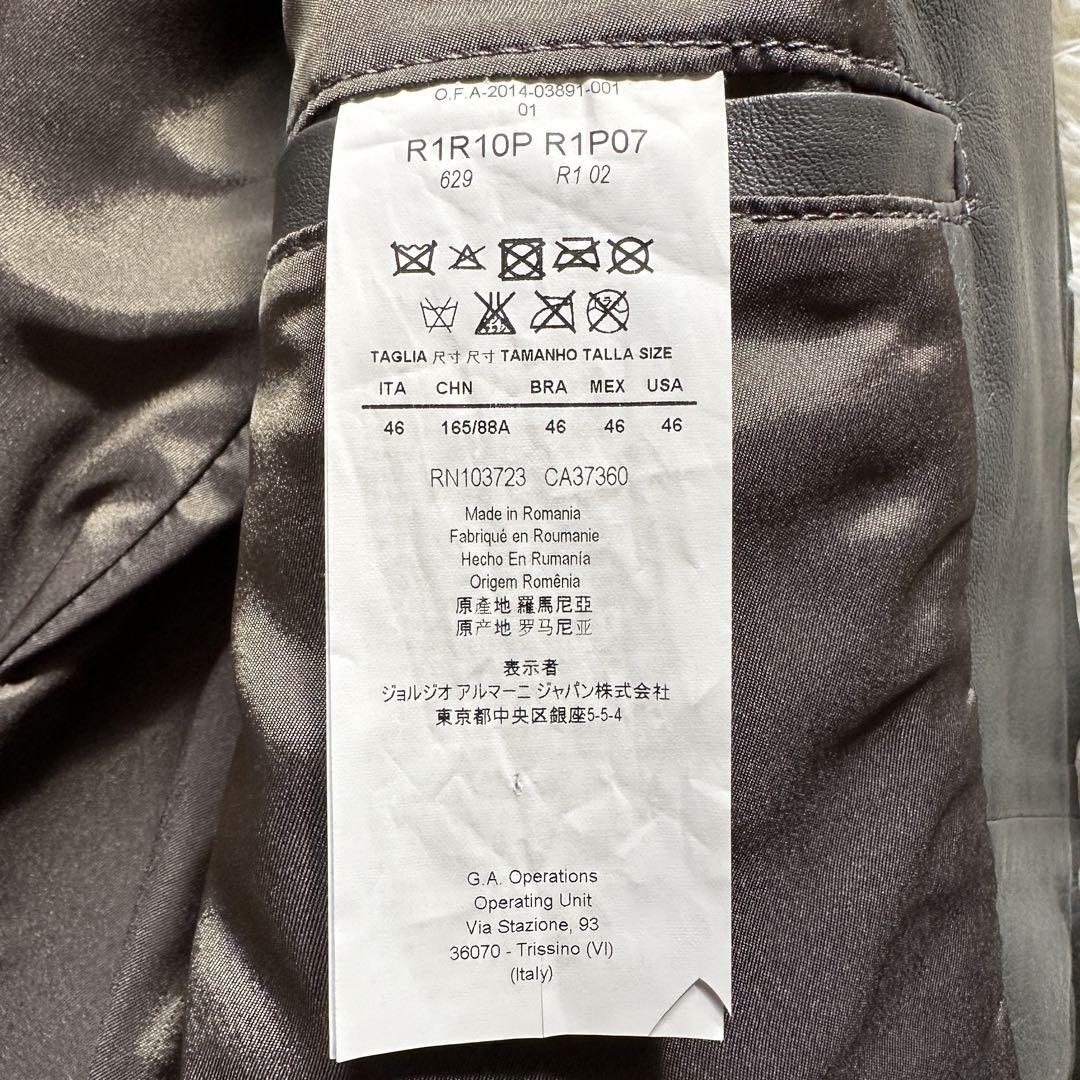 O.F.A-2014-03891-001
01
R1R10P R1P07
629 R1 02
TAGLIA 尺寸 尺寸 TAMANHO TALLA SIZE
ITA CHN BRA MEX USA
46 165/88A 46 46 46
RN103723 CA37360
Made in Romania
Fabriqué en Roumanie
Hecho En Rumanía
Origem Romênia
原產地 羅馬尼亞
原产地 罗马尼亚
表示者
ジョルジオ アルマーニ ジャパン株式会社
東京都中央区銀座5-5-4
G.A. Operations
Operating Unit
Via Stazione, 93
36070 - Trissino (VI)
(Italy)